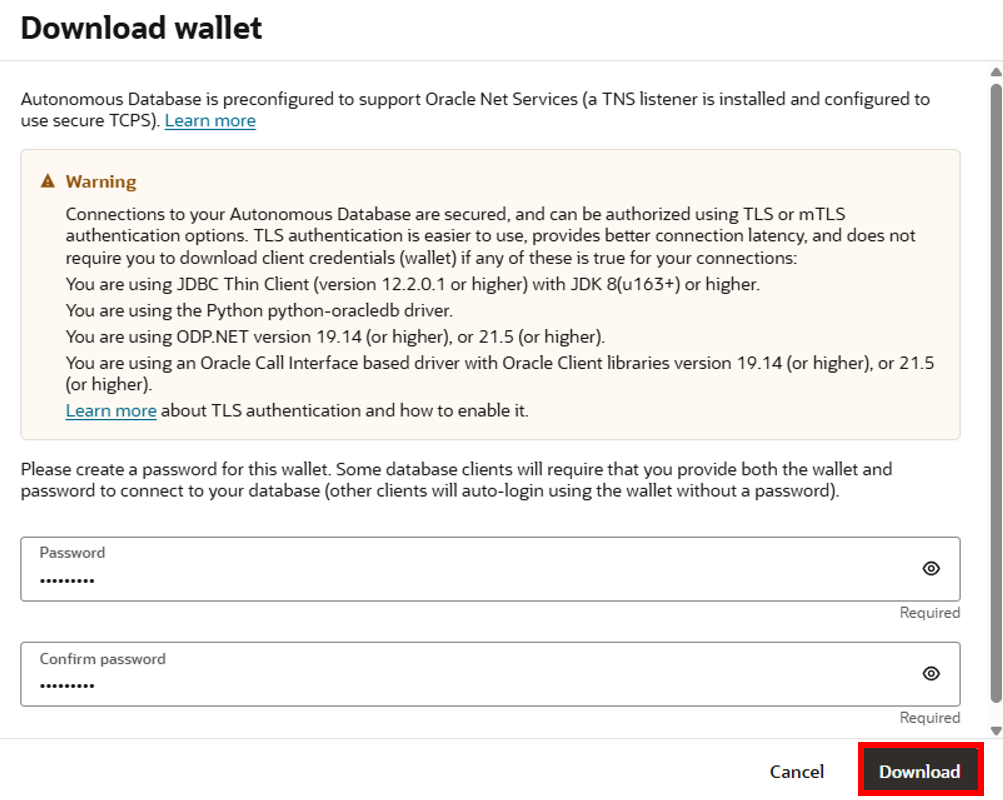 Download wallet
Autonomous Database is preconfigured to support Oracle Net Services (a TNS listener is installed and configured to
use secure TCPS). Learn more
Warning
Connections to your Autonomous Database are secured, and can be authorized using TLS or mTLS
authentication options. TLS authentication is easier to use, provides better connection latency, and does not
require you to download client credentials (wallet) if any of these is true for your connections:
You are using JDBC Thin Client (version 12.2.0.1 or higher) with JDK 8(u163+) or higher.
You are using the Python python-oracledb driver.
You are using ODP.NET version 19.14 (or higher), or 21.5 (or higher).
You are using an Oracle Call Interface based driver with Oracle Client libraries version 19.14 (or higher), or 21.5
(or higher).
Learn more about TLS authentication and how to enable it.
Please create a password for this wallet. Some database clients will require that you provide both the wallet and
password to connect to your database (other clients will auto-login using the wallet without a password).
Password
•••••••••
Required
Confirm password
•••••••••
Required
Cancel
Download